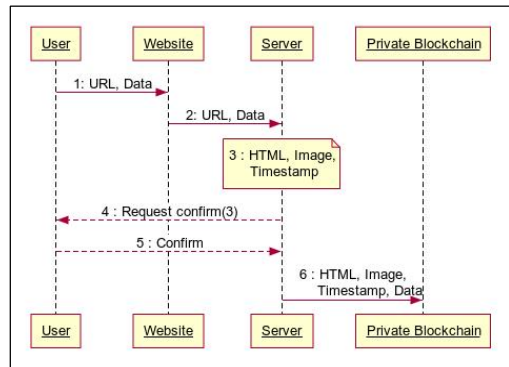 User Website Server Private Blockchain
1: URL, Data
2: URL, Data
3 : HTML, Image,
Timestamp
4 : Request confirm(3)
5 : Confirm
6 : HTML, Image,
Timestamp, Data
User Website Server Private Blockchain